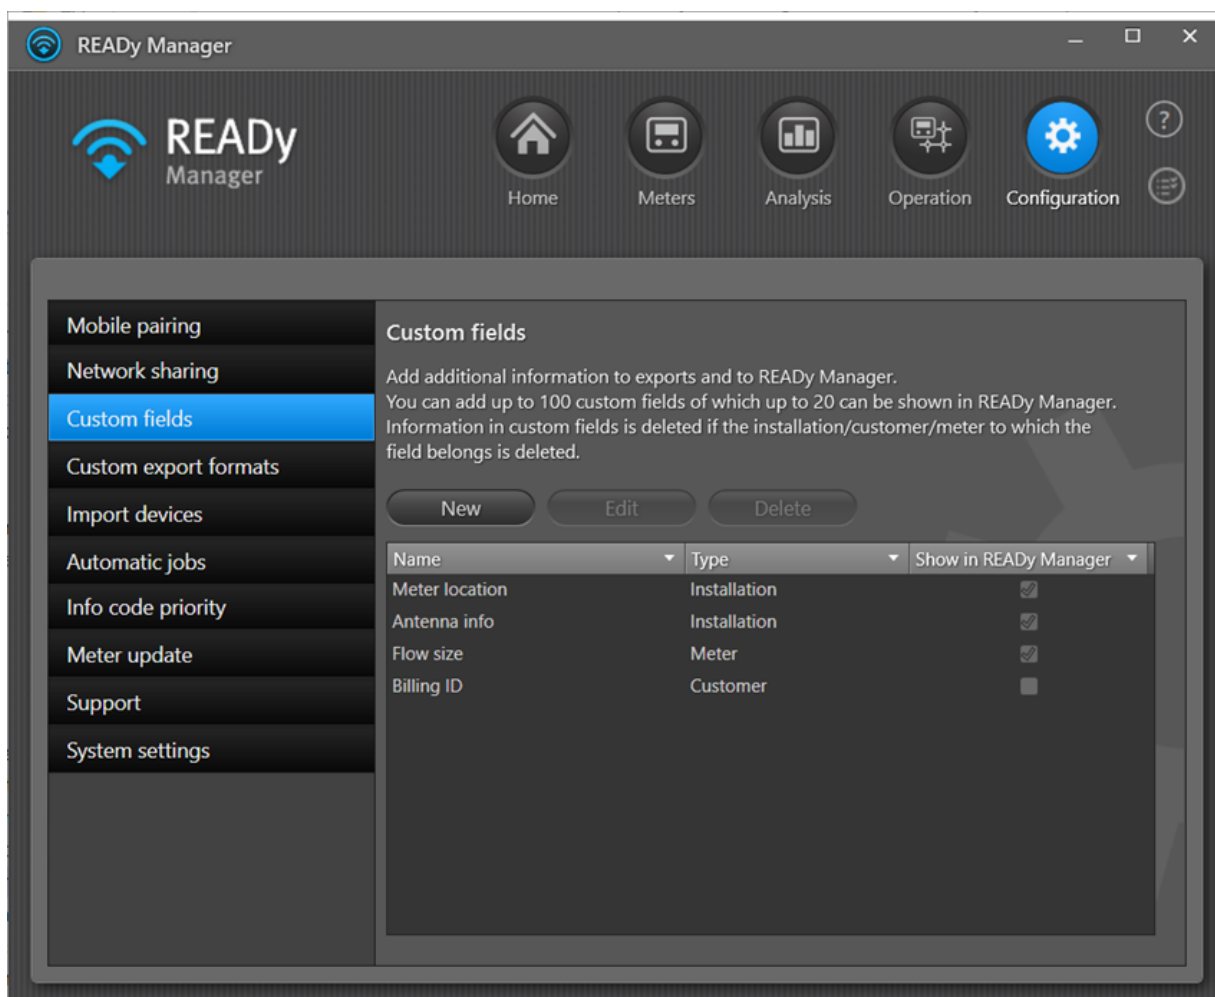 READy Manager
READy
Manager
Home
Meters
Analysis
Operation
Configuration
?
Mobile pairing
Network sharing
Custom fields
Custom export formats
Import devices
Automatic jobs
Info code priority
Meter update
Support
System settings
Custom fields
Add additional information to exports and to READy Manager.
You can add up to 100 custom fields of which up to 20 can be shown in READy Manager.
Information in custom fields is deleted if the installation/customer/meter to which the
field belongs is deleted.
New Edit Delete
Name Type Show in READy Manager
Meter location Installation
Antenna info Installation
Flow size Meter
Billing ID Customer